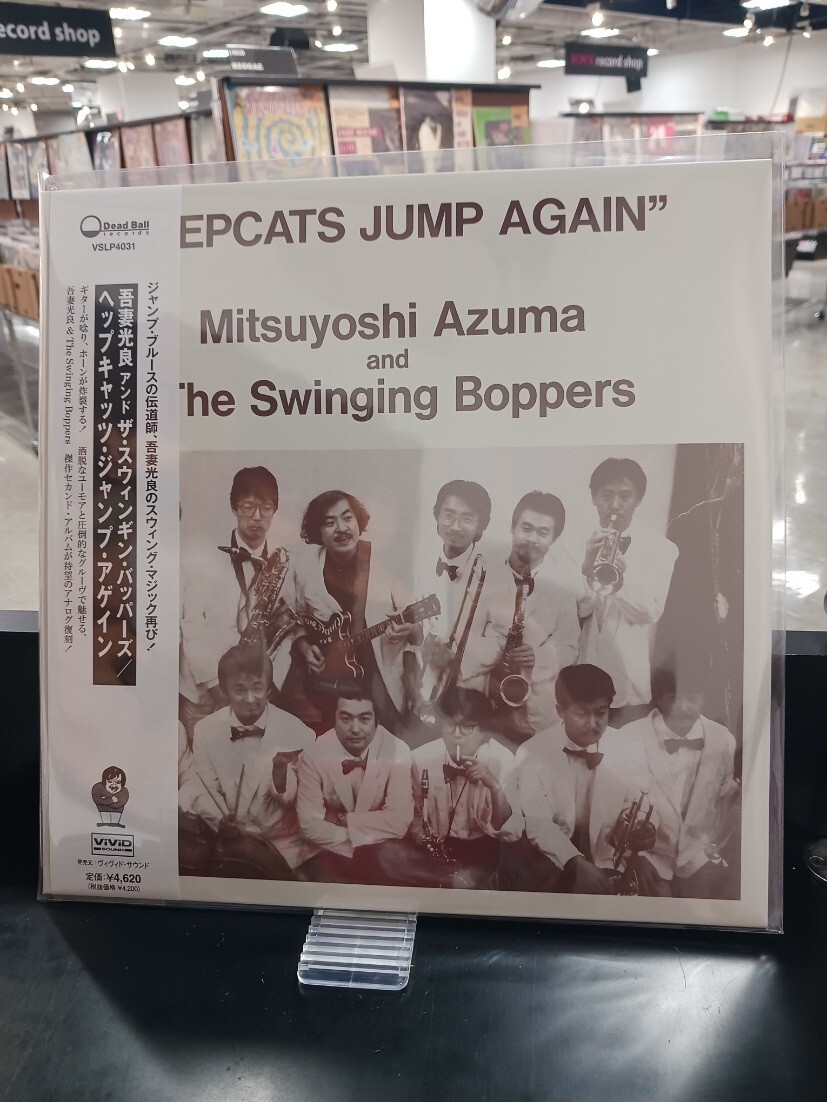 ecord shop
record shop
Dead Ball
records
VSLP4031
EPCATS JUMP AGAIN”
Mitsuyoshi Azuma
and
The Swinging Boppers
ジャンプ・ブルースの伝道師、吾妻光良のスウィング・マジック再び!
吾妻光良 アンド ザ・スウィンギン・バッパーズ/
ヘップキャッツ・ジャンプ・アゲイン
ギターが唸り、ホーンが炸裂する! 洒脱なユーモアと圧倒的なグルーヴで魅せる、
吾妻光良 & The Swinging Boppers 傑作セカンド・アルバムが待望のアナログ復刻!
ViViD
SOUND
発売元:ヴィヴィド・サウンド
定価:¥4,620
(税抜価格 ¥4,200)